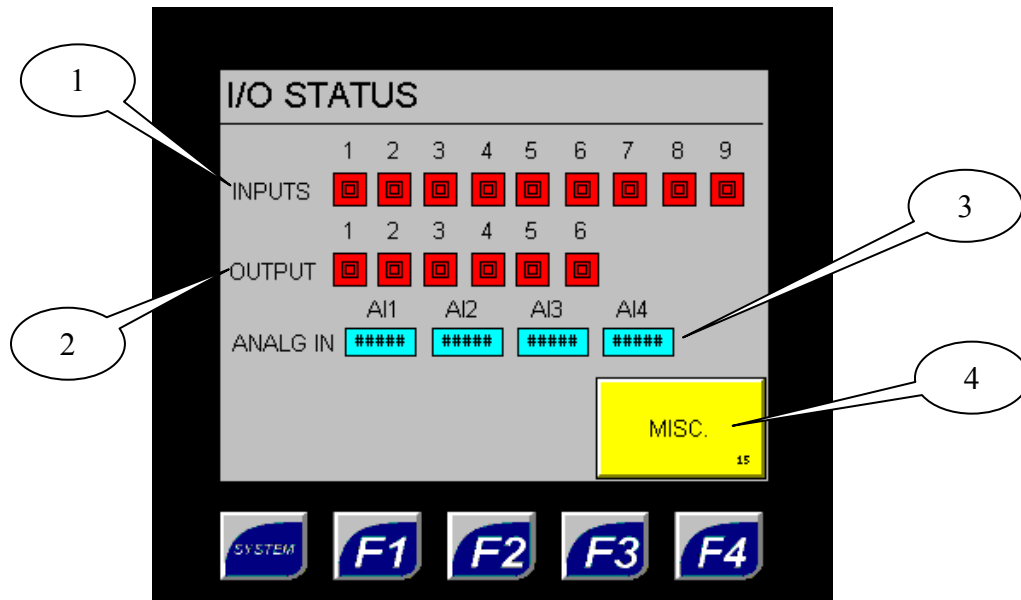 1
I/O STATUS
1 2 3 4 5 6 7 8 9
INPUTS
3
1 2 3 4 5 6
OUTPUT
2
AI1 AI2 AI3 AI4
ANALG IN ##### ##### ##### #####
4
MISC.
15
SYSTEM F1 F2 F3 F4